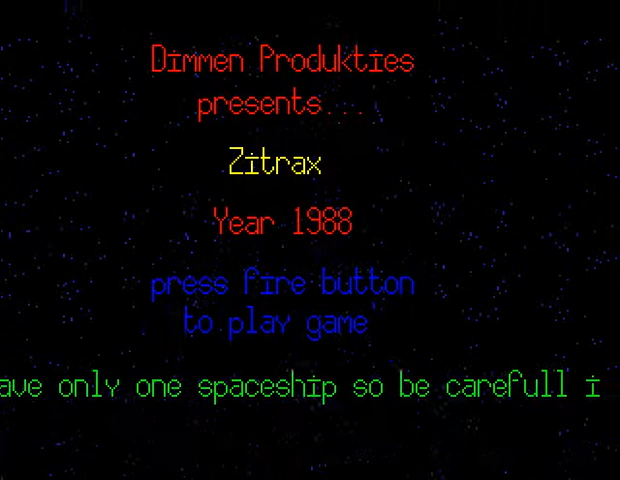 Dimmen Produkties
presents...
Zitrax
Year 1988
press fire button
to play game
ave only one spaceship so be carefull i